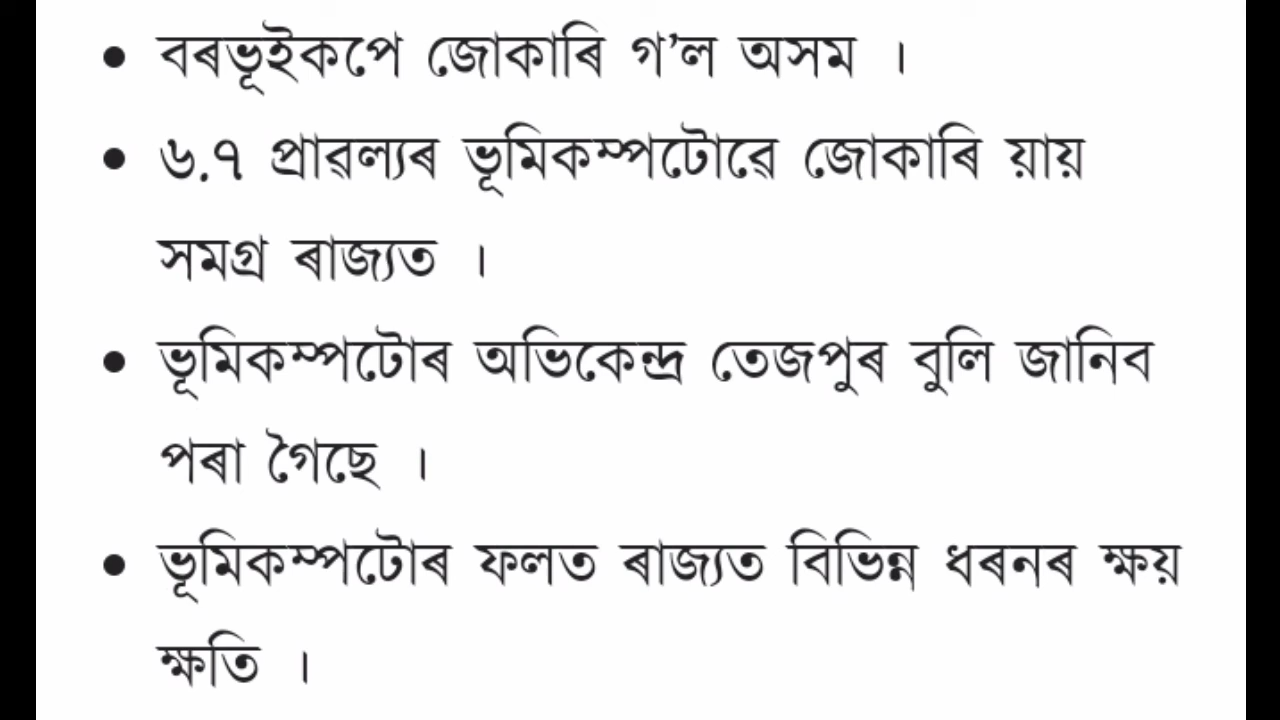 • বৰভূইকপে জোকাৰি গ’ল অসম ।
• ৬.৭ প্ৰাৱল্যৰ ভূমিকম্পটোৱে জোকাৰি য়ায়
সমগ্ৰ ৰাজ্যত ।
• ভূমিকম্পটোৰ অভিকেন্দ্ৰ তেজপুৰ বুলি জানিব
পৰা গৈছে ।
• ভূমিকম্পটোৰ ফলত ৰাজ্যত বিভিন্ন ধৰনৰ ক্ষয়
ক্ষতি ।